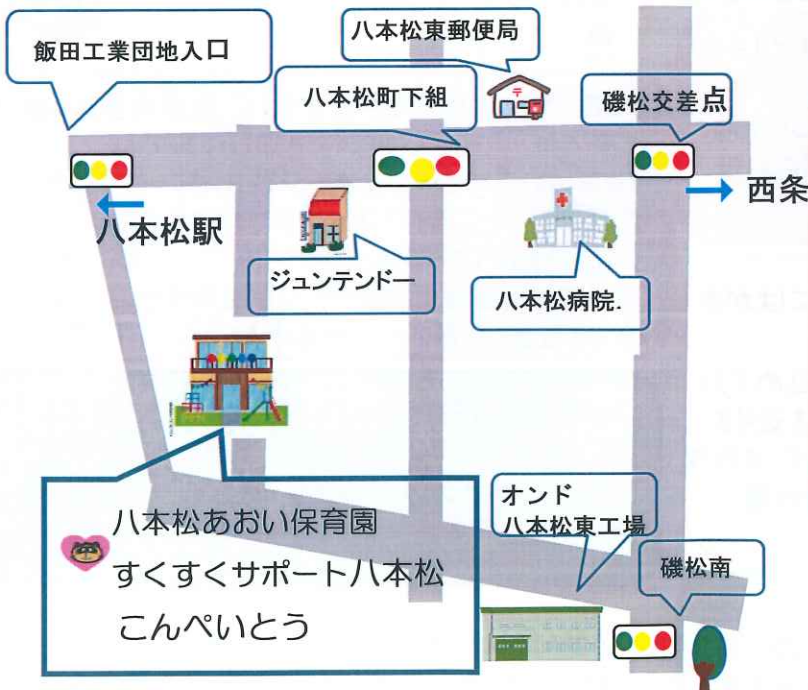 八本松東郵便局
飯田工業団地入口
八本松町下組
磯松交差点
西条
八本松駅
ジュンテンドー
八本松病院.
オンド
八本松東工場
磯松南
八本松あおい保育園
すくすくサポート八本松
こんぺいとう